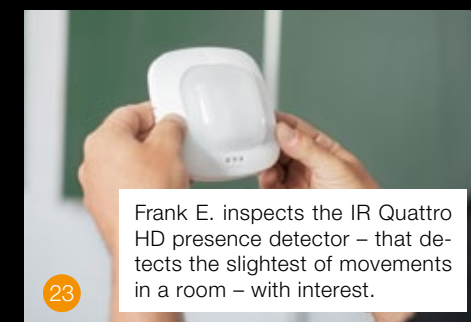 Frank E. inspects the IR Quattro
HD presence detector – that de-
tects the slightest of movements
in a room – with interest.
23